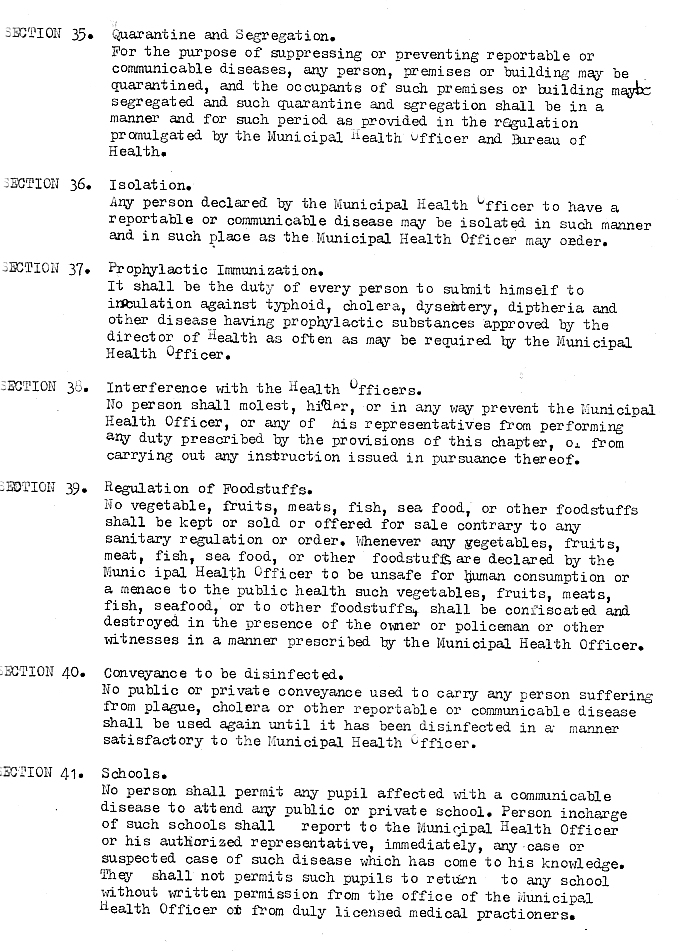 SECTION 35. Quarantine and Segregation.
For the purpose of suppressing or preventing reportable or
communicable diseases, any person, premises or building may be
quarantined, and the occupants of such premises or building maybe
segregated and such quarantine and sgregation shall be in a
manner and for such period as provided in the regulation
promulgated by the Municipal Health Officer and Bureau of
Health.
SECTION 36. Isolation.
Any person declared by the Municipal Health Officer to have a
reportable or communicable disease may be isolated in such manner
and in such place as the Municipal Health Officer may order.
SECTION 37. Prophylactic Immunization.
It shall be the duty of every person to submit himself to
inoculation against typhoid, cholera, dysentery, diptheria and
other disease having prophylactic substances approved by the
director of Health as often as may be required by the Municipal
Health Officer.
SECTION 38. Interference with the Health Officers.
No person shall molest, hider, or in any way prevent the Municipal
Health Officer, or any of his representatives from performing
any duty prescribed by the provisions of this chapter, or from
carrying out any instruction issued in pursuance thereof.
SECTION 39. Regulation of Foodstuffs.
No vegetable, fruits, meats, fish, sea food, or other foodstuffs
shall be kept or sold or offered for sale contrary to any
sanitary regulation or order. Whenever any gegetables, fruits,
meat, fish, sea food, or other foodstuffs are declared by the
Munic ipal Health Officer to be unsafe for human consumption or
a menace to the public health such vegetables, fruits, meats,
fish, seafood, or to other foodstuffs, shall be confiscated and
destroyed in the presence of the owner or policeman or other
witnesses in a manner prescribed by the Municipal Health Officer.
SECTION 40. Conveyance to be disinfected.
No public or private conveyance used to carry any person suffering
from plague, cholera or other reportable or communicable disease
shall be used again until it has been disinfected in a manner
satisfactory to the Municipal Health Officer.
SECTION 41. Schools.
No person shall permit any pupil affected with a communicable
disease to attend any public or private school. Person incharge
of such schools shall report to the Municipal Health Officer
or his authorized representative, immediately, any case or
suspected case of such disease which has come to his knowledge.
They shall not permits such pupils to return to any school
without written permission from the office of the Municipal
Health Officer or from duly licensed medical practioners.